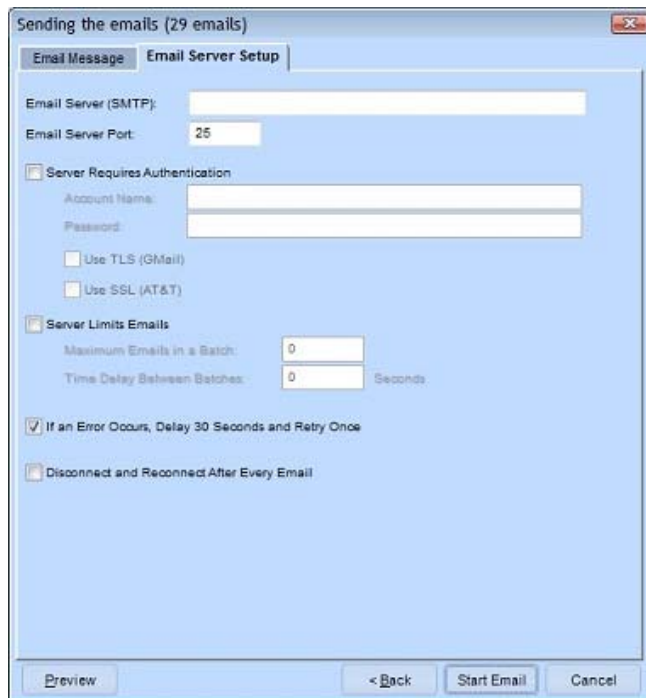 Sending the emails (29 emails)
Email Message Email Server Setup
Email Server (SMTP):
Email Server Port: 25
Server Requires Authentication
Account Name:
Password:
Use TLS (GMail)
Use SSL (AT&T)
Server Limits Emails
Maximum Emails in a Batch: 0
Time Delay Between Batches: 0 Seconds
If an Error Occurs, Delay 30 Seconds and Retry Once
Disconnect and Reconnect After Every Email
Preview < Back Start Email Cancel